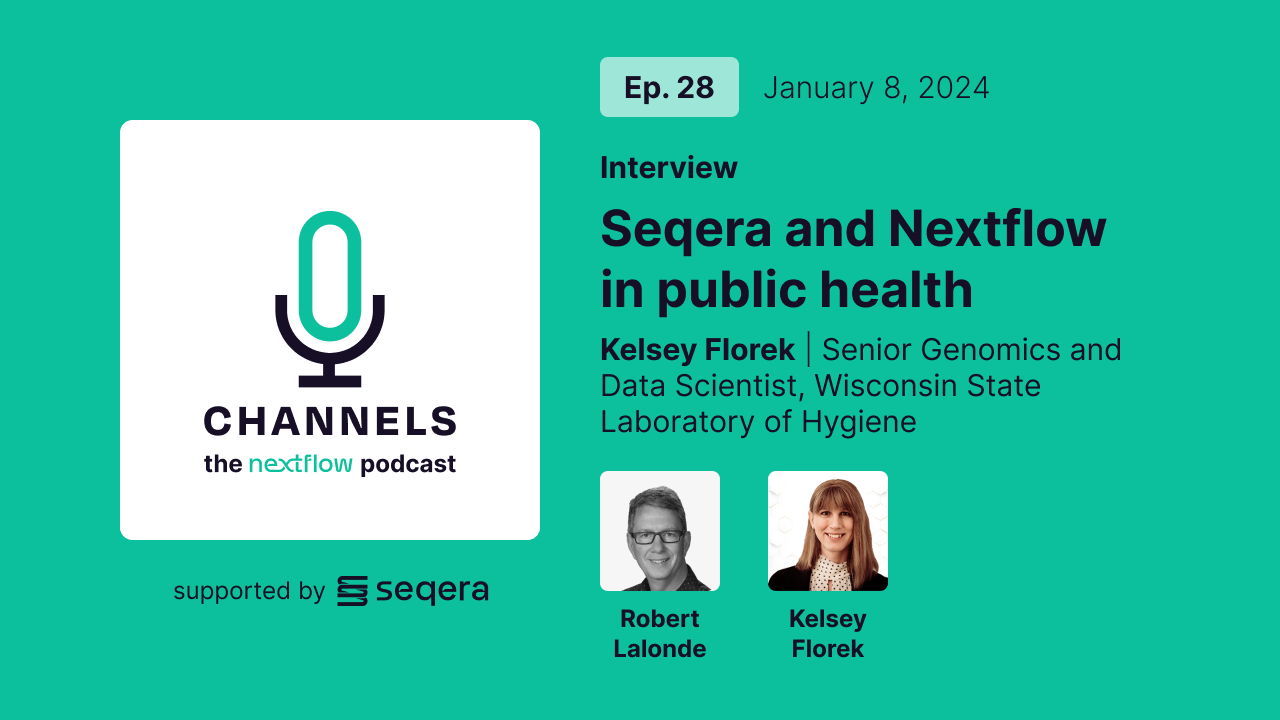 Ep. 28 January 8, 2024
Interview
Seqera and Nextflow
in public health
Kelsey Florek | Senior Genomics and
Data Scientist, Wisconsin State
Laboratory of Hygiene
CHANNELS
the nextflow podcast
supported by seqera
Robert
Lalonde
Kelsey
Florek